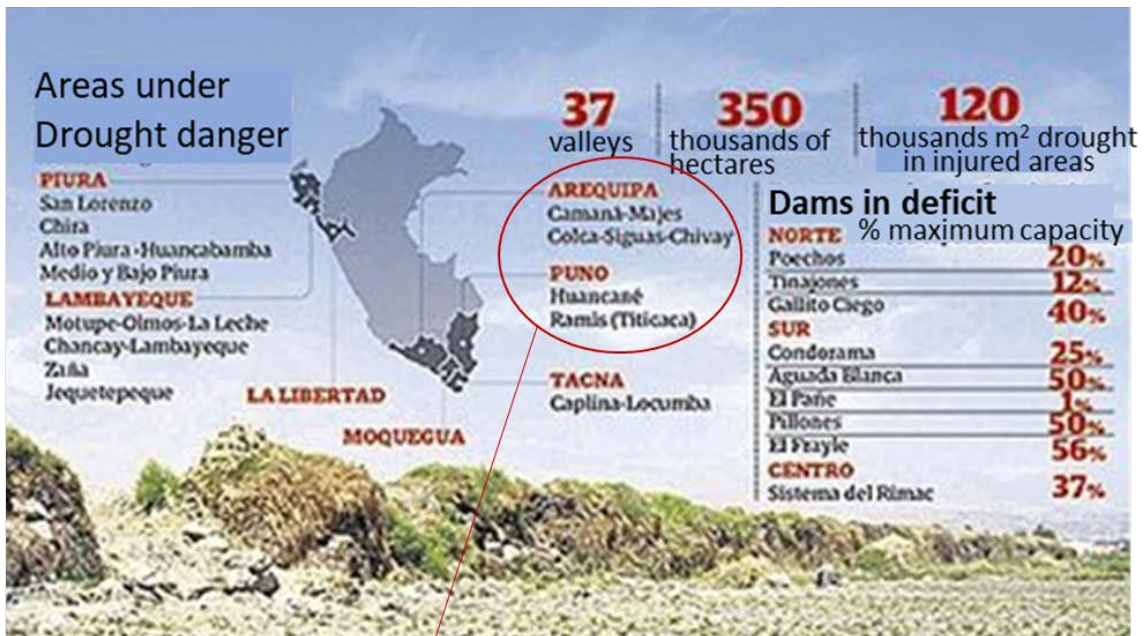 Areas under
Drought danger
PIURA
San Lorenzo
Chira
Alto Piura -Huancabamba
Medio y Bajo Piura
LAMBAYEQUE
Motupe-Olmos-La Leche
Chancay-Lambayeque
Zaña
Jequetepeque
LA LIBERTAD
MOQUEGUA
37
valleys
350
thousands of
hectares
120
thousands m² drought
in injured areas
AREQUIPA
Camaná-Majes
Colca-Siguas-Chivay
PUNO
Huancané
Ramis (Titicaca)
TACNA
Caplina-Locumba
Dams in deficit
% maximum capacity
NORTE
Poechos 20%
Tinajones 12%
Gallito Ciego 40%
SUR
Condorama 25%
Aguada Blanca 50%
El Pañe 1%
Pillones 50%
El Frayle 56%
CENTRO
Sistema del Rimac 37%